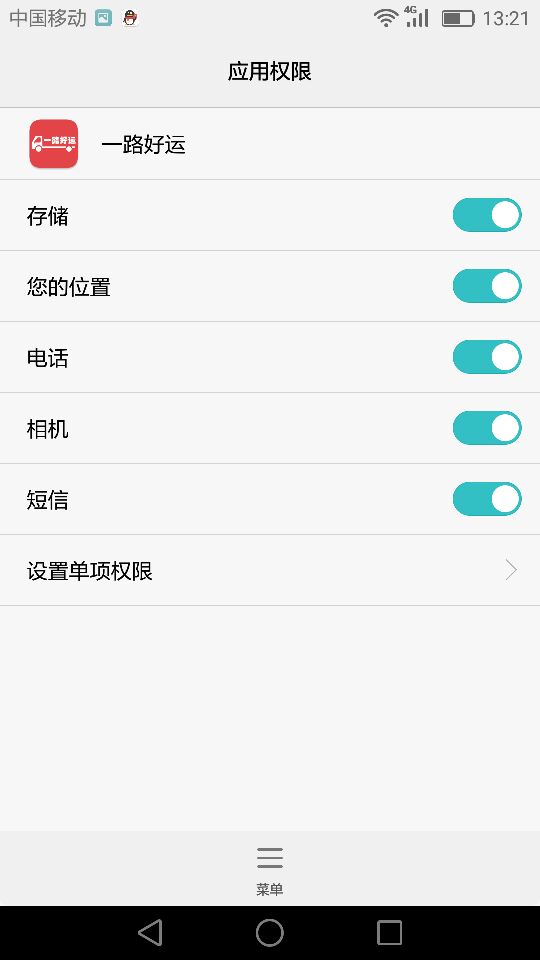 中国移动 4G 13:21
应用权限
一路好运 一路好运
存储
您的位置
电话
相机
短信
设置单项权限
菜单